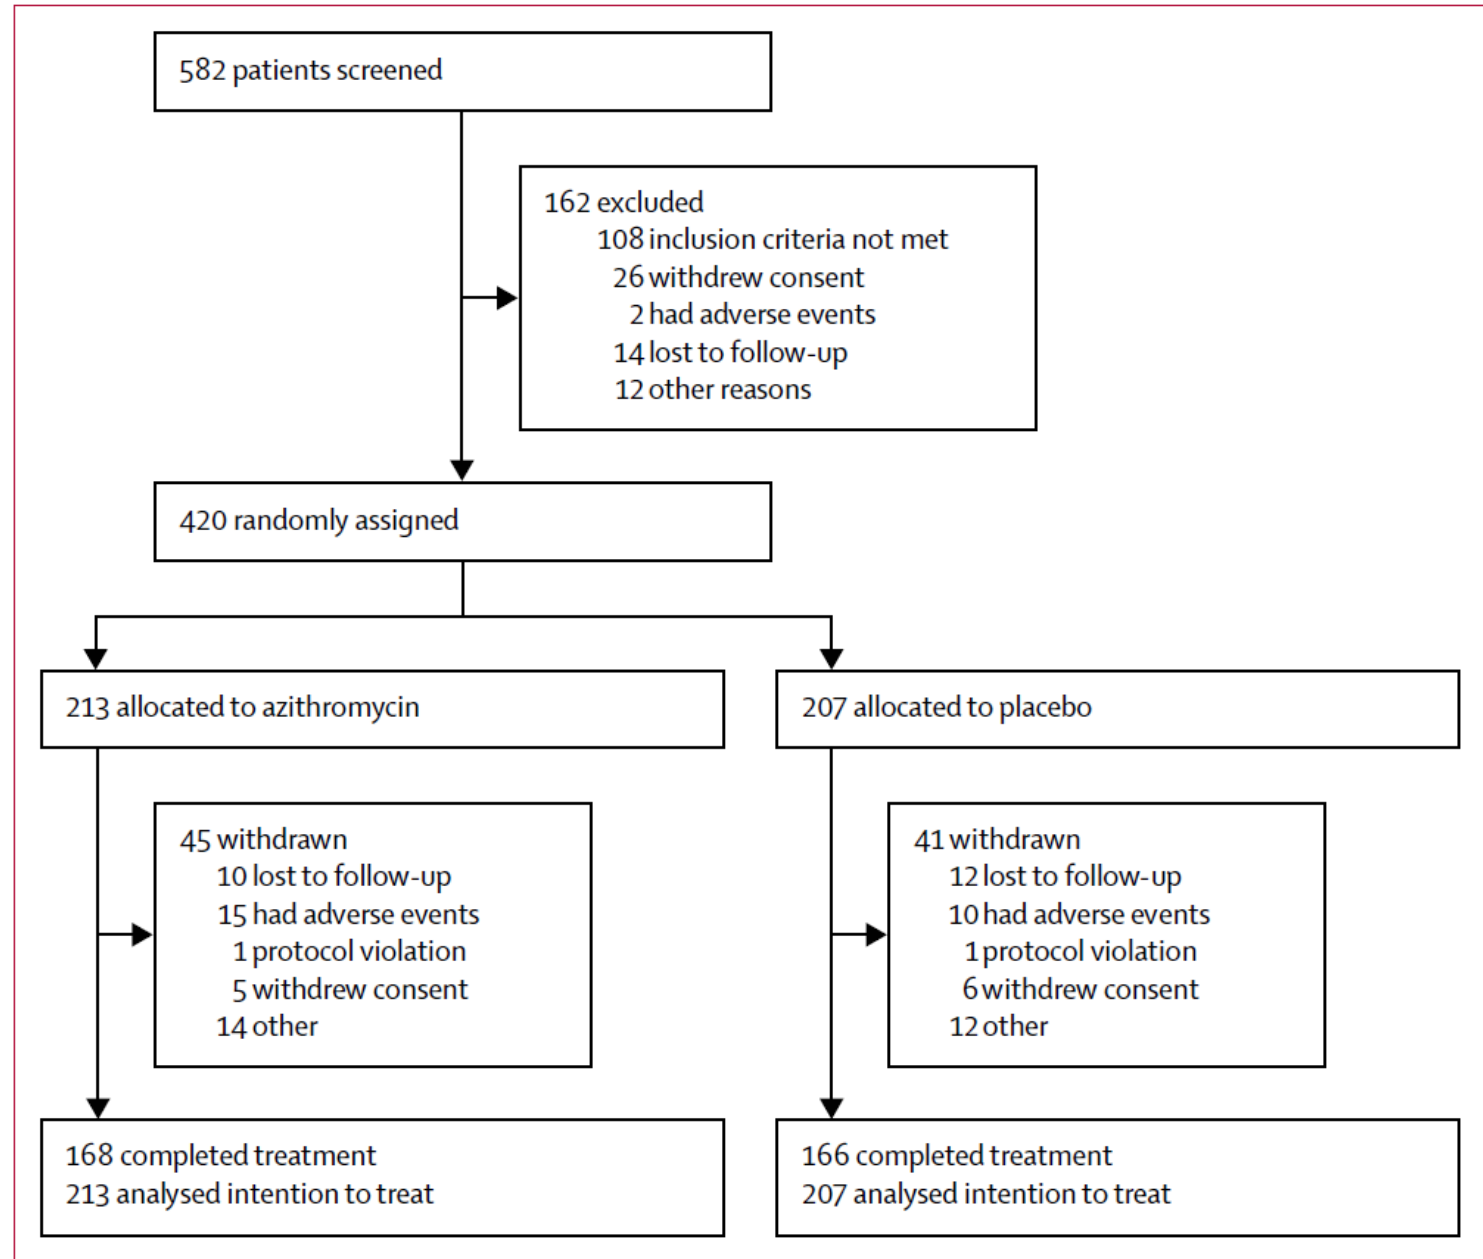 582 patients screened
162 excluded
108 inclusion criteria not met
26 withdrew consent
2 had adverse events
14 lost to follow-up
12 other reasons
420 randomly assigned
213 allocated to azithromycin
207 allocated to placebo
45 withdrawn
10 lost to follow-up
15 had adverse events
1 protocol violation
5 withdrew consent
14 other
41 withdrawn
12 lost to follow-up
10 had adverse events
1 protocol violation
6 withdrew consent
12 other
168 completed treatment
213 analysed intention to treat
166 completed treatment
207 analysed intention to treat